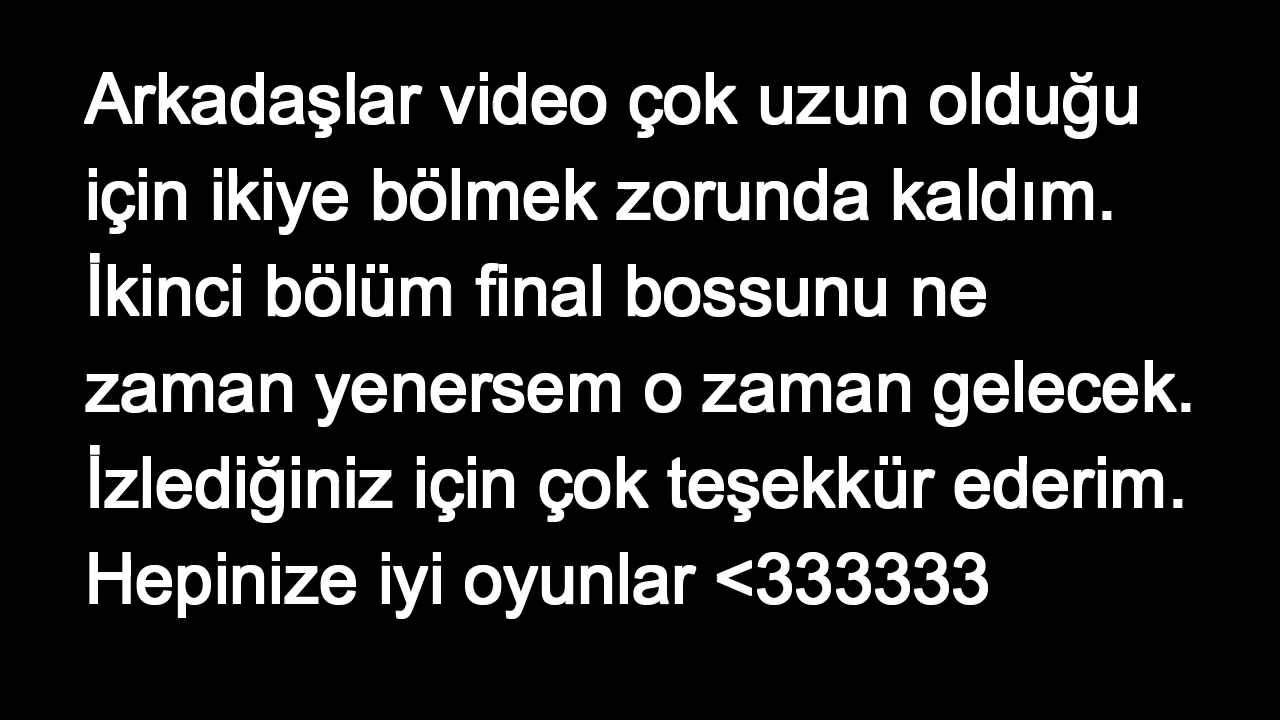 Arkadaşlar video çok uzun olduğu
için ikiye bölmek zorunda kaldım.
İkinci bölüm final bossunu ne
zaman yenersem o zaman gelecek.
İzlediğiniz için çok teşekkür ederim.
Hepinize iyi oyunlar <333333